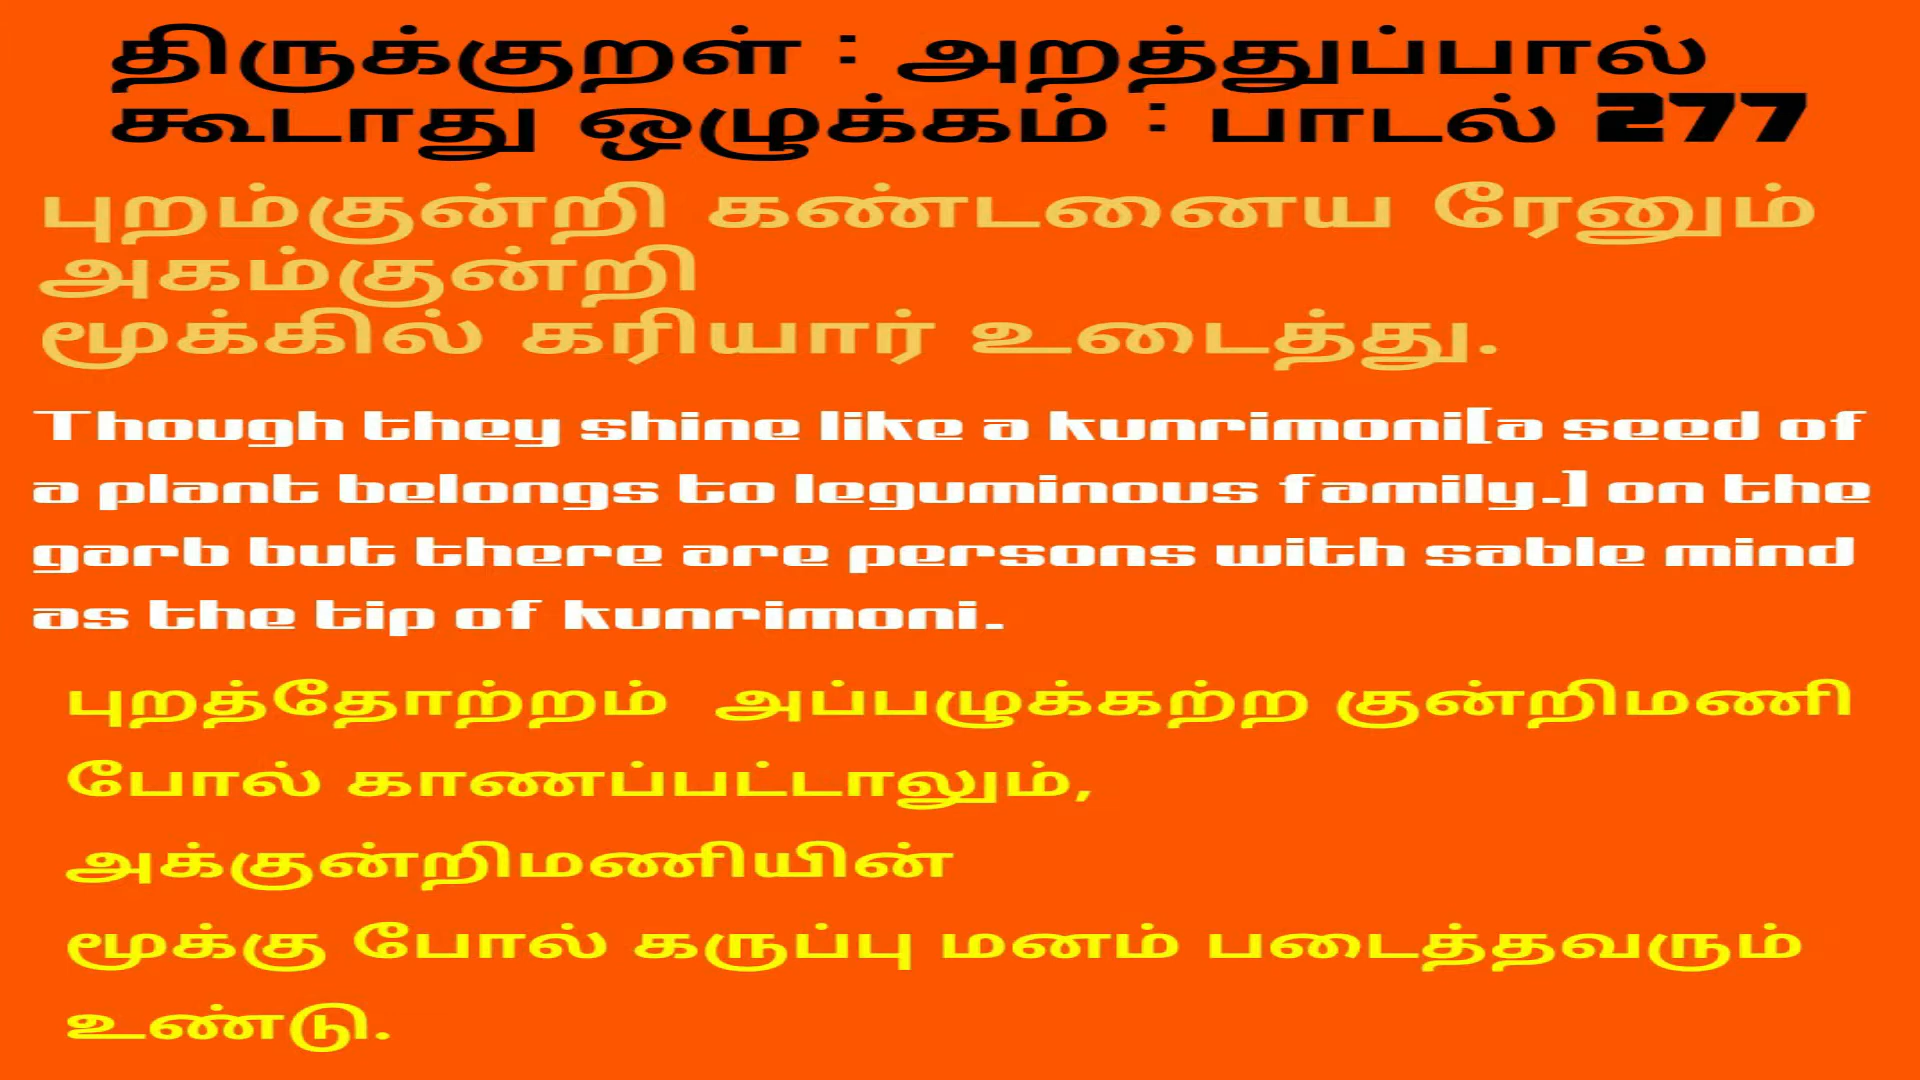 திருக்குறள் : அறத்துப்பால்
கூடாது ஒழுக்கம் : பாடல் 277
புறம்குன்றி கண்டனைய ரேனும்
அகம்குன்றி
மூக்கில் கரியார் உடைத்து.
Though they shine like a kunrimoni(a seed of
a plant belongs to leguminous family.) on the
garb but there are persons with sable mind
as the tip of kunrimoni.
புறத்தோற்றம் அப்பழுக்கற்ற குன்றிமணி
போல் காணப்பட்டாலும்,
அக்குன்றிமணியின்
மூக்கு போல் கருப்பு மனம் படைத்தவரும்
உண்டு.